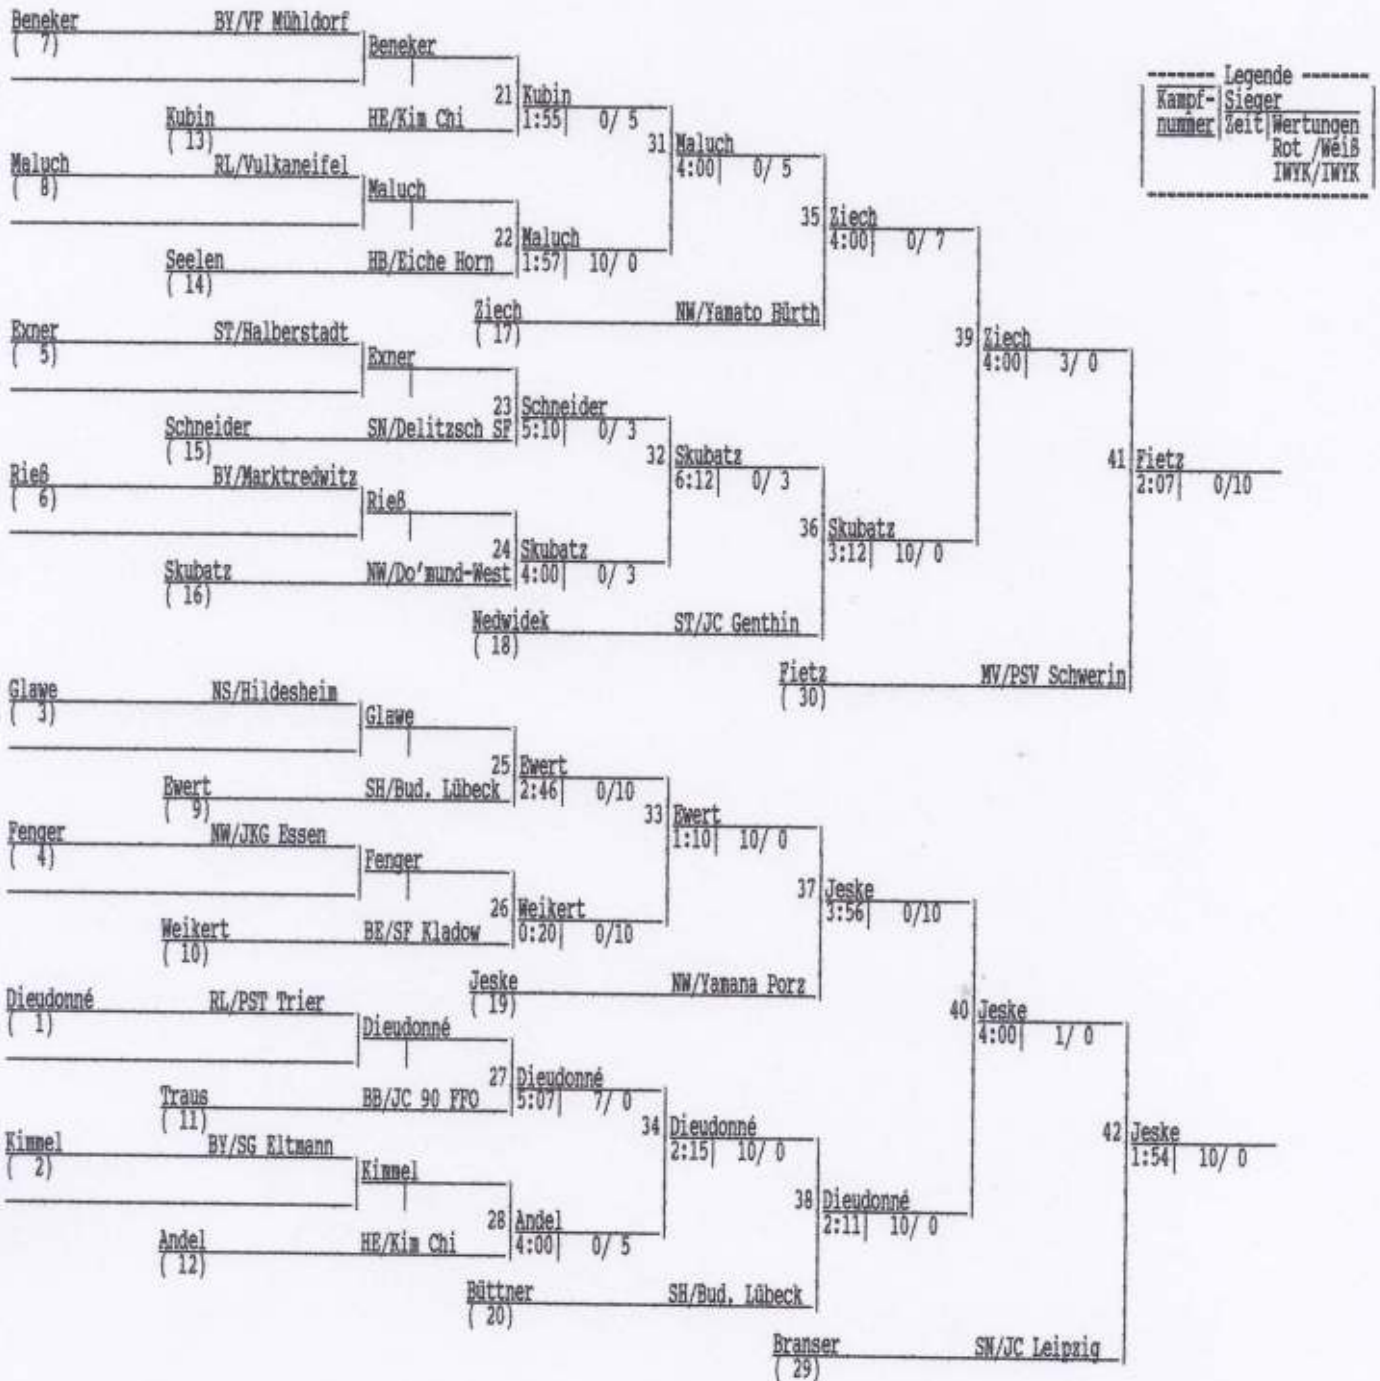 Beneker BY/VF Mühldorf
( 7)
Beneker
------- Legende -------
Kampf- Sieger
nummer Zeit Wertungen
Rot /Weiß
IWYK/IWYK
21 Kubin
1:55 0/ 5
Kubin HE/Kim Chi
( 13)
31 Maluch
4:00 0/ 5
Maluch RL/Vulkaneifel
( 8)
Maluch
22 Maluch
1:57 10/ 0
Seelen HB/Eiche Horn
( 14)
35 Ziech
4:00 0/ 7
Ziech NW/Yamato Hürth
( 17)
Exner ST/Halberstadt
( 5)
Exner
39 Ziech
4:00 3/ 0
23 Schneider
5:10 0/ 3
Schneider SN/Delitzsch SF
( 15)
32 Skubatz
6:12 0/ 3
41 Fietz
2:07 0/10
Rieß BY/Marktredwitz
( 6)
Rieß
24 Skubatz
4:00 0/ 3
36 Skubatz
3:12 10/ 0
Skubatz NW/Do'mund-West
( 16)
Nedwidek ST/JC Genthin
( 18)
Fietz MV/PSV Schwerin
( 30)
Glawe NS/Hildesheim
( 3)
Glawe
25 Ewert
2:46 0/10
Ewert SH/Bud. Lübeck
( 9)
33 Ewert
1:10 10/ 0
Fenger NW/JKG Essen
( 4)
Fenger
37 Jeske
3:56 0/10
26 Weikert
0:20 0/10
Weikert BE/SF Kladow
( 10)
Jeske NW/Yamana Porz
( 19)
Dieudonné RL/PST Trier
( 1)
Dieudonné
40 Jeske
4:00 1/ 0
27 Dieudonné
5:07 7/ 0
Traus BB/JC 90 FFO
( 11)
34 Dieudonné
2:15 10/ 0
42 Jeske
1:54 10/ 0
Kimmel BY/SG Eltmann
( 2)
Kimmel
38 Dieudonné
2:11 10/ 0
28 Andel
4:00 0/ 5
Andel HE/Kim Chi
( 12)
Büttner SH/Bud. Lübeck
( 20)
Branser SN/JC Leipzig
( 29)